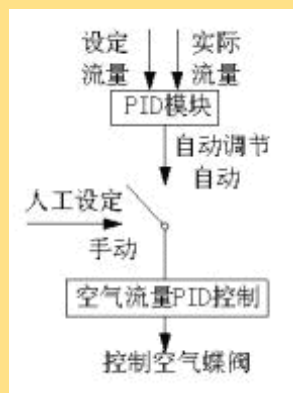 设定 实际
流量 流量
PID模块
自动调节
自动
人工设定
手动
空气流量PID控制
控制空气蝶阀